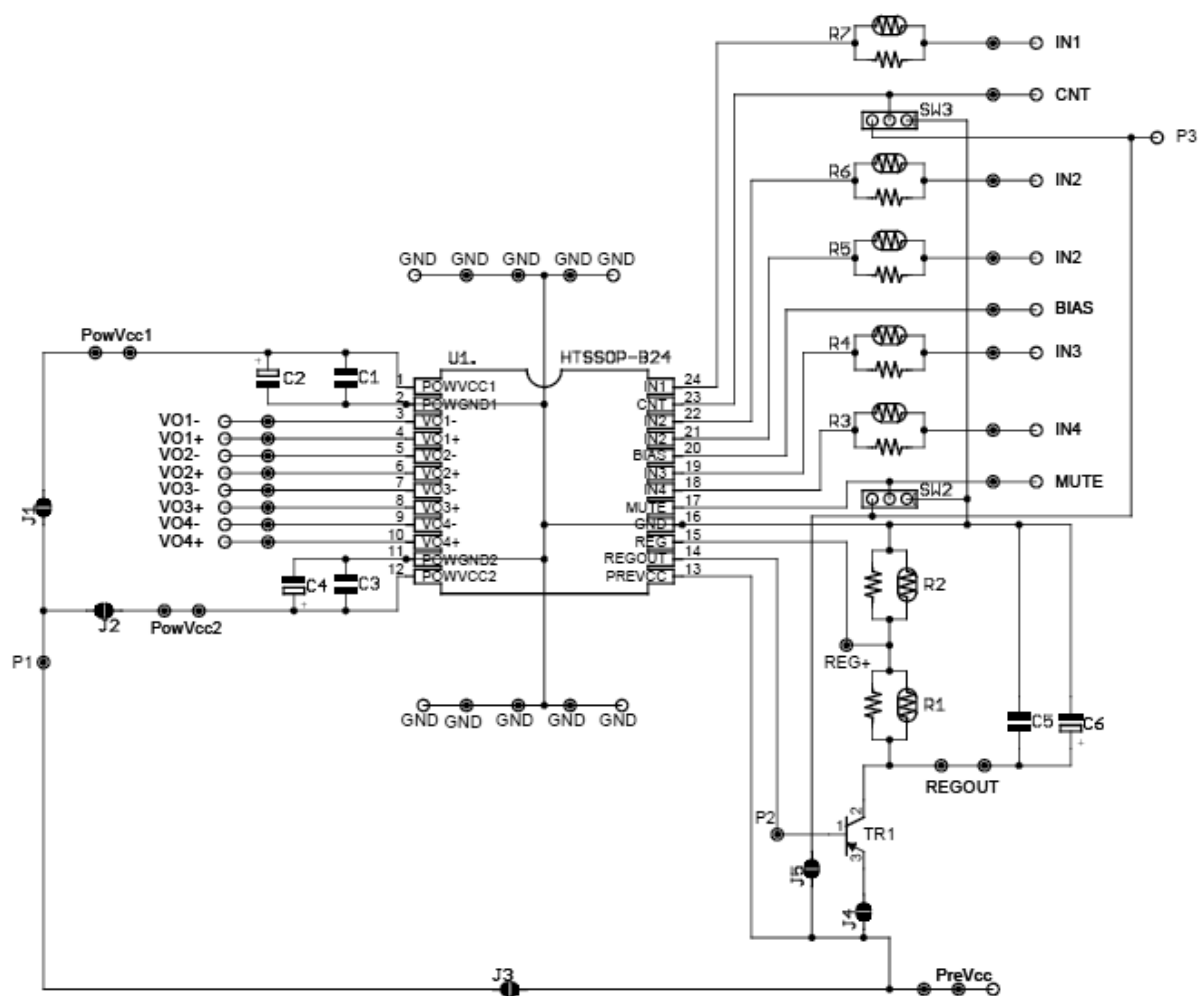 R7
IN1
CNT
SW3
P3
R6
IN2
R5
IN2
GND GND GND GND GND
BIAS
PowVcc1
R4
IN3
U1. HTSSOP-B24
C2
C1
1 POWVCC1 IN1 24
2 POWGND1 CNT 23
VO1- 3 VO1- IN2 22
VO1+ 4 VO1+ IN2 21
VO2- 5 VO2- BIAS 20
VO2+ 6 VO2+ IN3 19
VO3- 7 VO3- IN4 18
VO3+ 8 VO3+ MUTE 17
VO4- 9 VO4- GND 16
VO4+ 10 VO4+ REG 15
11 POWGND2 REGOUT 14
12 POWVCC2 PREVCC 13
R3
IN4
MUTE
SW2
J1
+
C4
C3
+
R2
J2
PowVcc2
P1
REG+
GND GND GND GND GND
R1
C5
C6
+
REGOUT
P2
1
2
3
TR1
J5
J4
J3
PreVcc